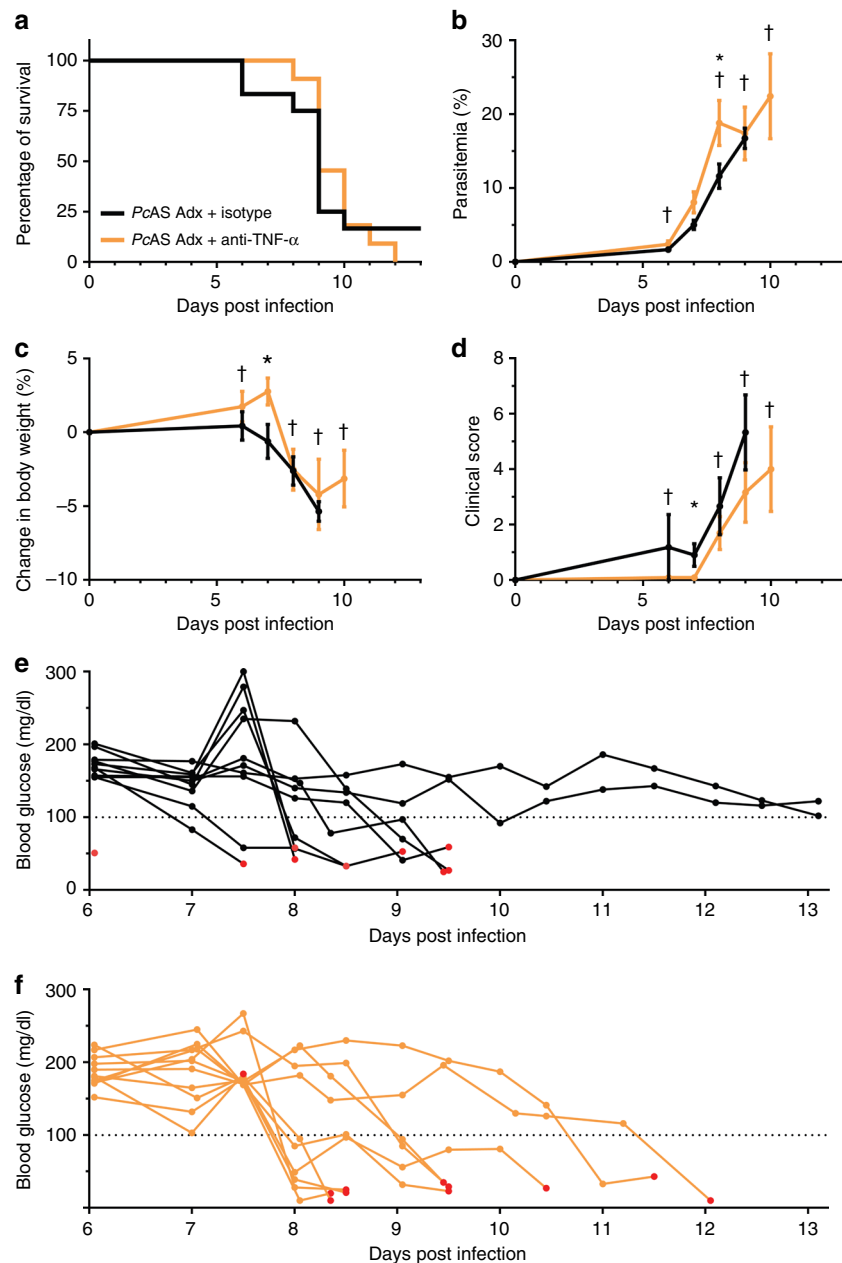 a
100
75
50
25
0
Percentage of survival
PcAS Adx + isotype
PcAS Adx + anti-TNF-α
0 5 10
Days post infection
b
30
20
10
0
Parasitemia (%)
† * † † †
0 5 10
Days post infection
c
5
0
−5
−10
Change in body weight (%)
† * † † †
0 5 10
Days post infection
d
8
6
4
2
0
Clinical score
† * † † †
0 5 10
Days post infection
e
300
200
100
0
Blood glucose (mg/dl)
6 7 8 9 10 11 12 13
Days post infection
f
300
200
100
Blood glucose (mg/dl)
6 7 8 9 10 11 12 13
Days post infection